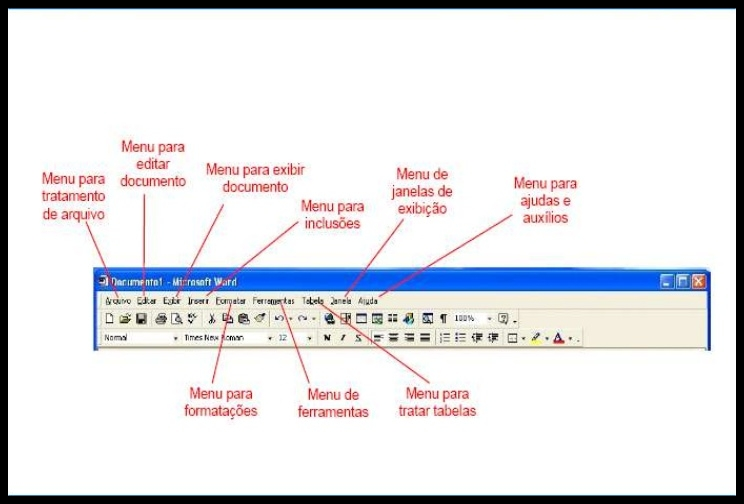 Menu para
editar
documento
Menu para
tratamento
de arquivo
Menu para exibir
documento
Menu para
inclusões
Menu de
janelas de
exibição
Menu para
ajudas e
auxílios
Documento1 - Microsoft Word
Arquivo Editar Exibir Inserir Formatar Ferramentas Tabela Janela Ajuda
100%
Normal Times New Roman 12 N I S
Menu para
formatações
Menu de
ferramentas
Menu para
tratar tabelas